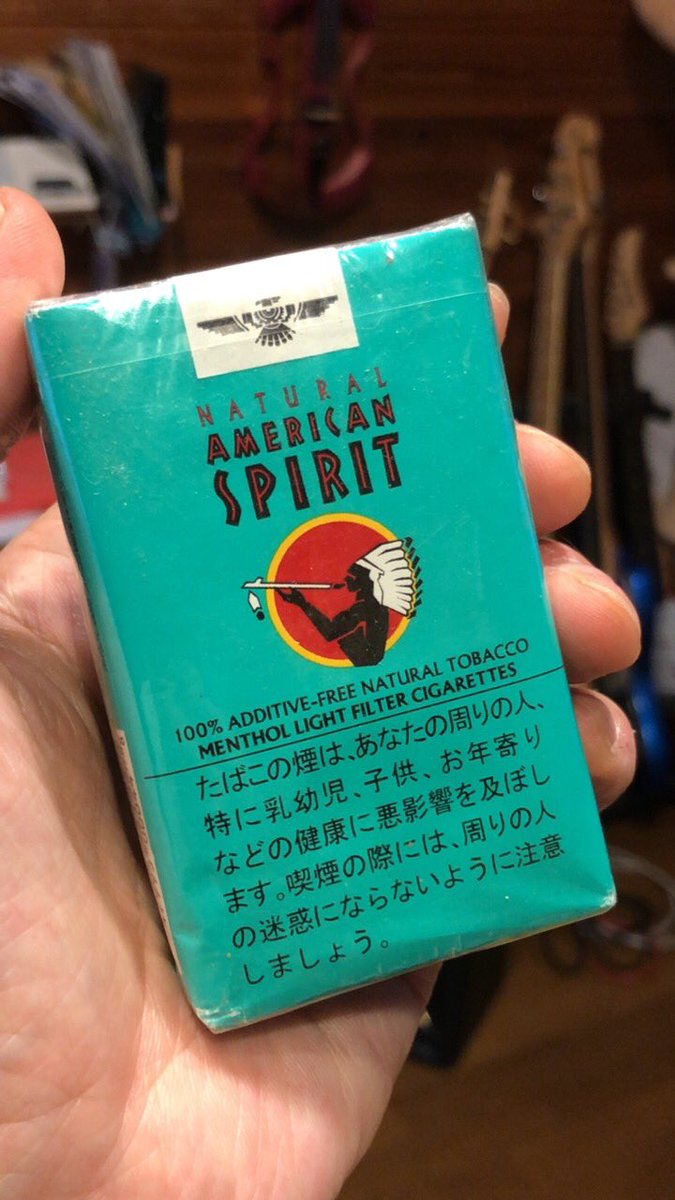 NATURAL
AMERICAN
SPIRIT
100% ADDITIVE-FREE NATURAL TOBACCO
MENTHOL LIGHT FILTER CIGARETTES
たばこの煙は、あなたの周りの人、
特に乳幼児、子供、お年寄り
などの健康に悪影響を及ぼし
ます。喫煙の際には、周りの人
の迷惑にならないように注意
しましょう。